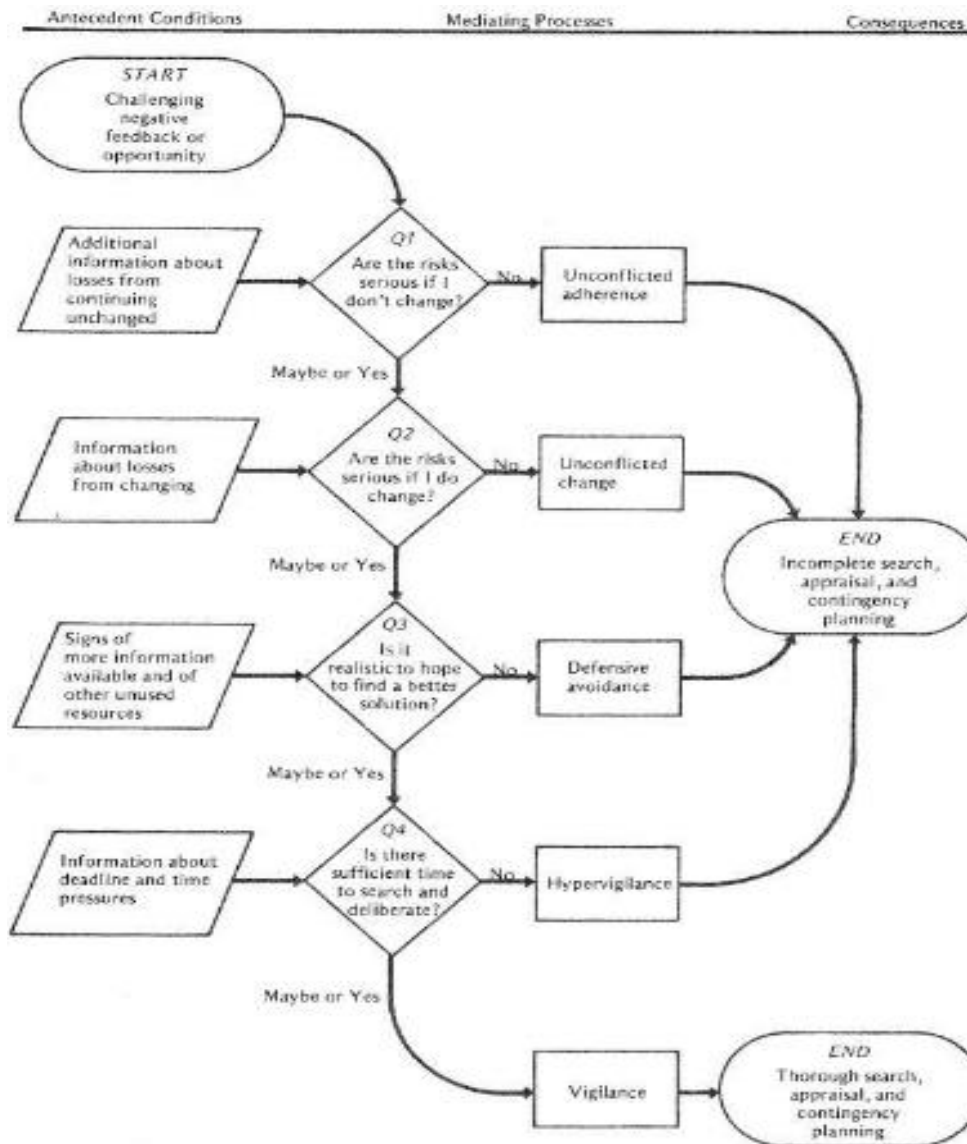 Antecedent Conditions
Mediating Processes
Consequences
START
Challenging
negative
feedback or
opportunity
Additional
information about
losses from
continuing
unchanged
Q1
Are the risks
serious if I
don't change?
No
Unconflicted
adherence
Maybe or Yes
Information
about losses
from changing
Q2
Are the risks
serious if I do
change?
No
Unconflicted
change
END
Incomplete search,
appraisal, and
contingency
planning
Maybe or Yes
Signs of
more information
available and of
other unused
resources
Q3
Is it
realistic to hope
to find a better
solution?
No
Defensive
avoidance
Maybe or Yes
Information about
deadline and time
pressures
Q4
Is there
sufficient time
to search and
deliberate?
No
Hypervigilance
Maybe or Yes
Vigilance
END
Thorough search,
appraisal, and
contingency
planning